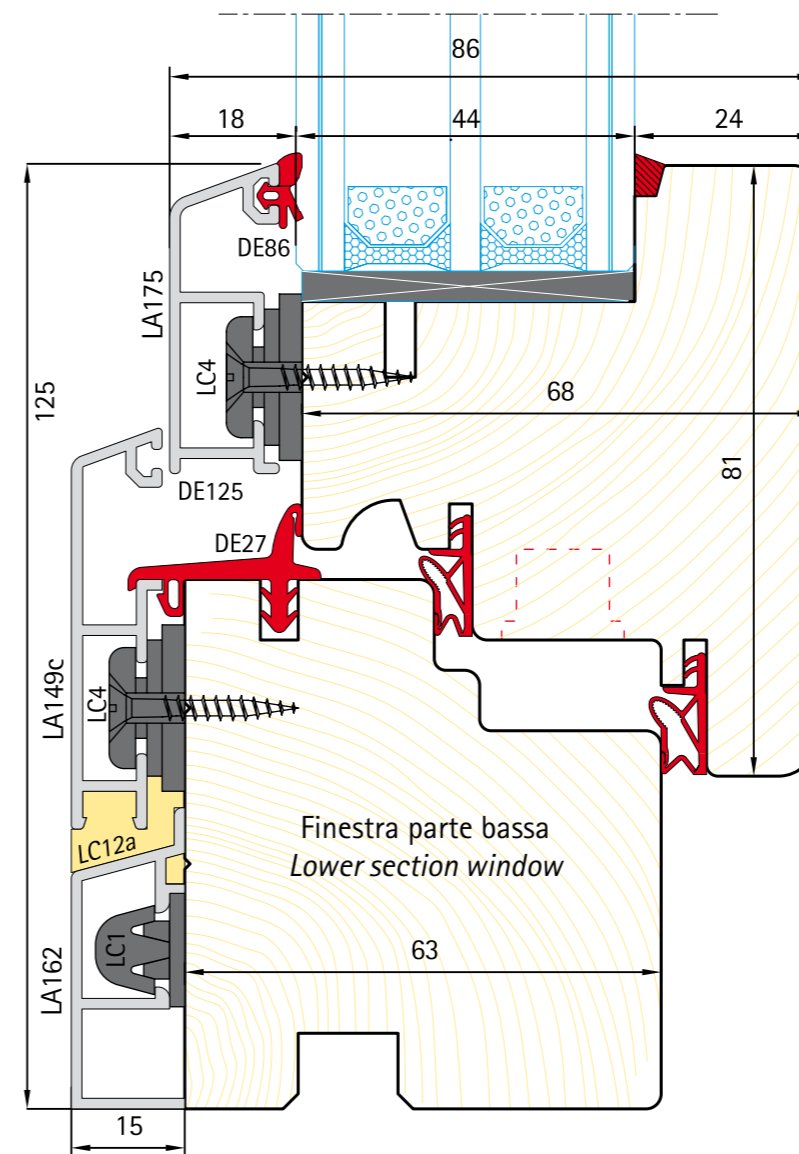 86
18
44
24
DE86
LA175
LC4
125
68
81
DE125
DE27
LA149c
LC4
LC12a
Finestra parte bassa
Lower section window
LC1
63
LA162
15